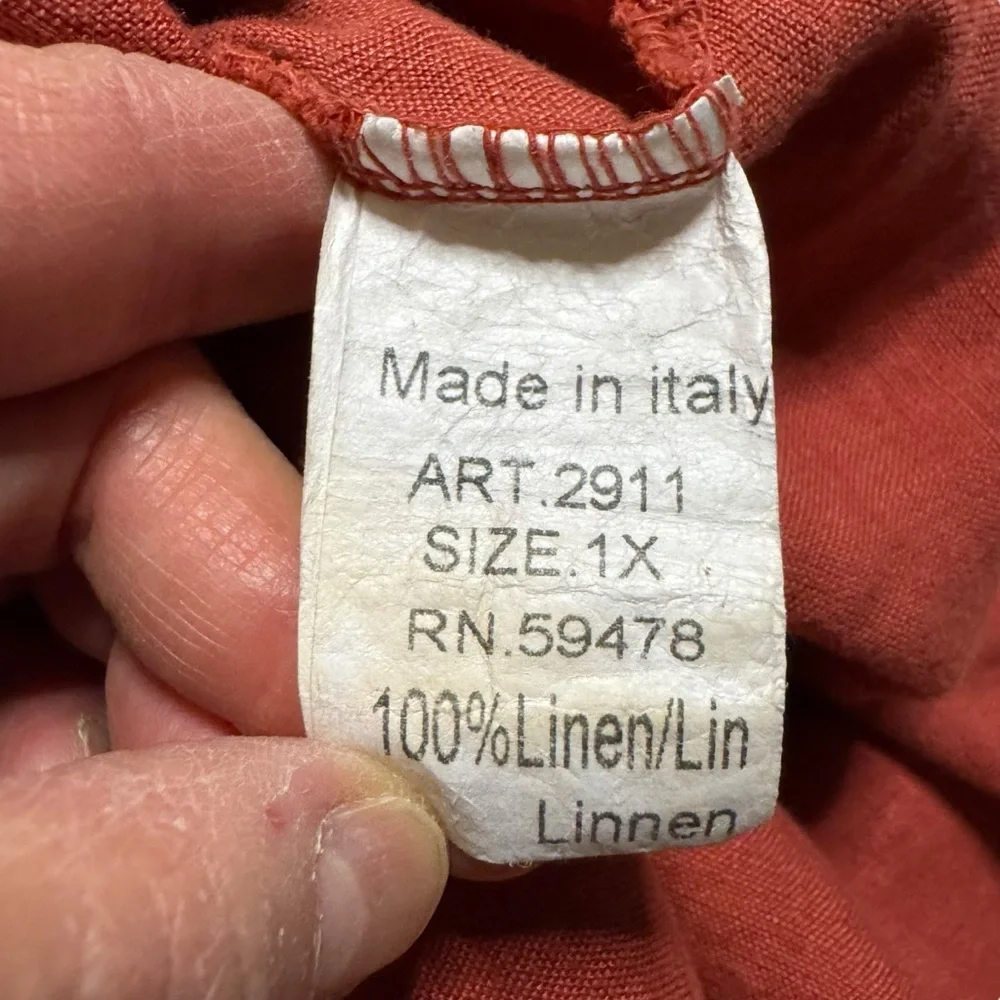 Made in italy
ART.2911
SIZE.1X
RN.59478
100%Linen/Lin
Linnen